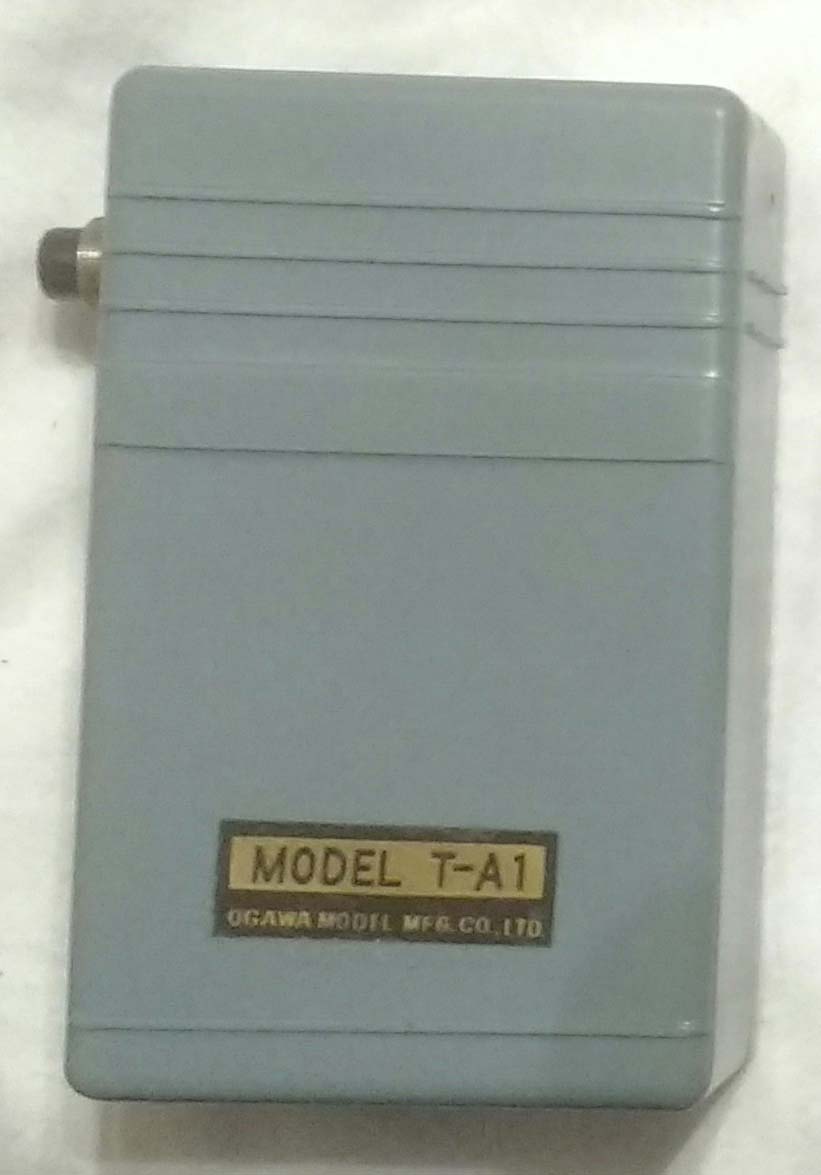 MODEL T-A1
OGAWA MODEL MFG. CO., LTD